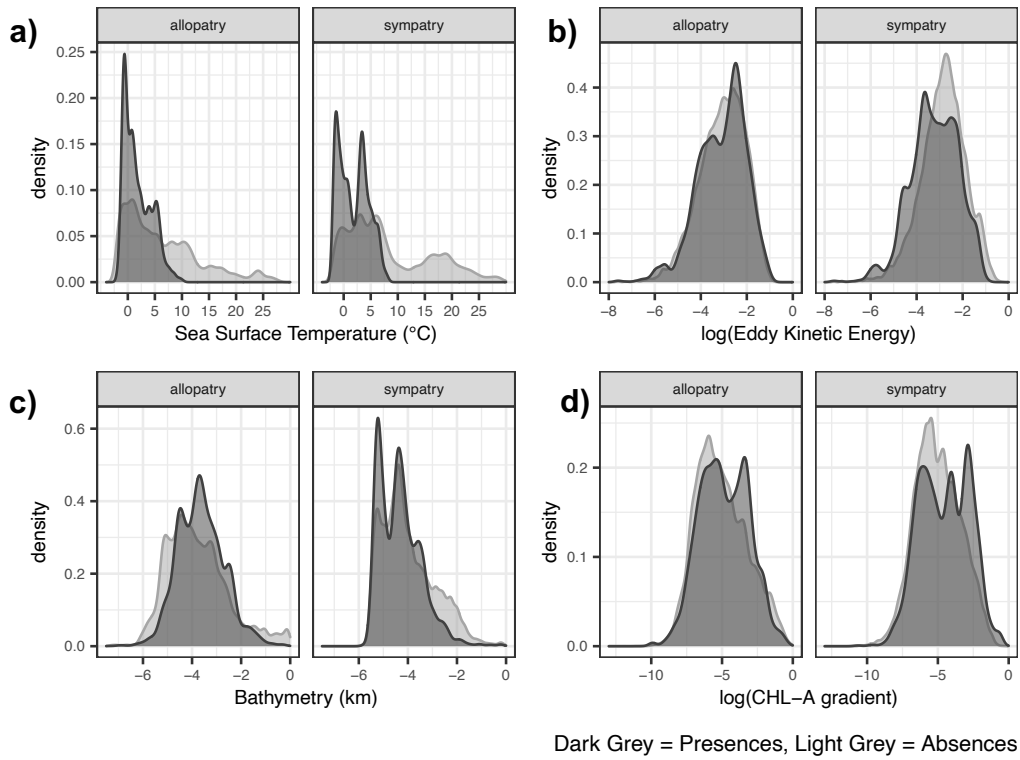 a)
allopatry
sympatry
0.25
0.20
0.15
0.10
0.05
0.00
density
0 5 10 15 20 25
0 5 10 15 20 25
Sea Surface Temperature (°C)
b)
allopatry
sympatry
0.4
0.3
0.2
0.1
0.0
density
−8 −6 −4 −2 0
−8 −6 −4 −2 0
log(Eddy Kinetic Energy)
c)
allopatry
sympatry
0.6
0.4
0.2
0.0
density
−6 −4 −2 0
−6 −4 −2 0
Bathymetry (km)
d)
allopatry
sympatry
0.2
0.1
0.0
density
−10 −5 0
−10 −5 0
log(CHL−A gradient)
Dark Grey = Presences, Light Grey = Absences